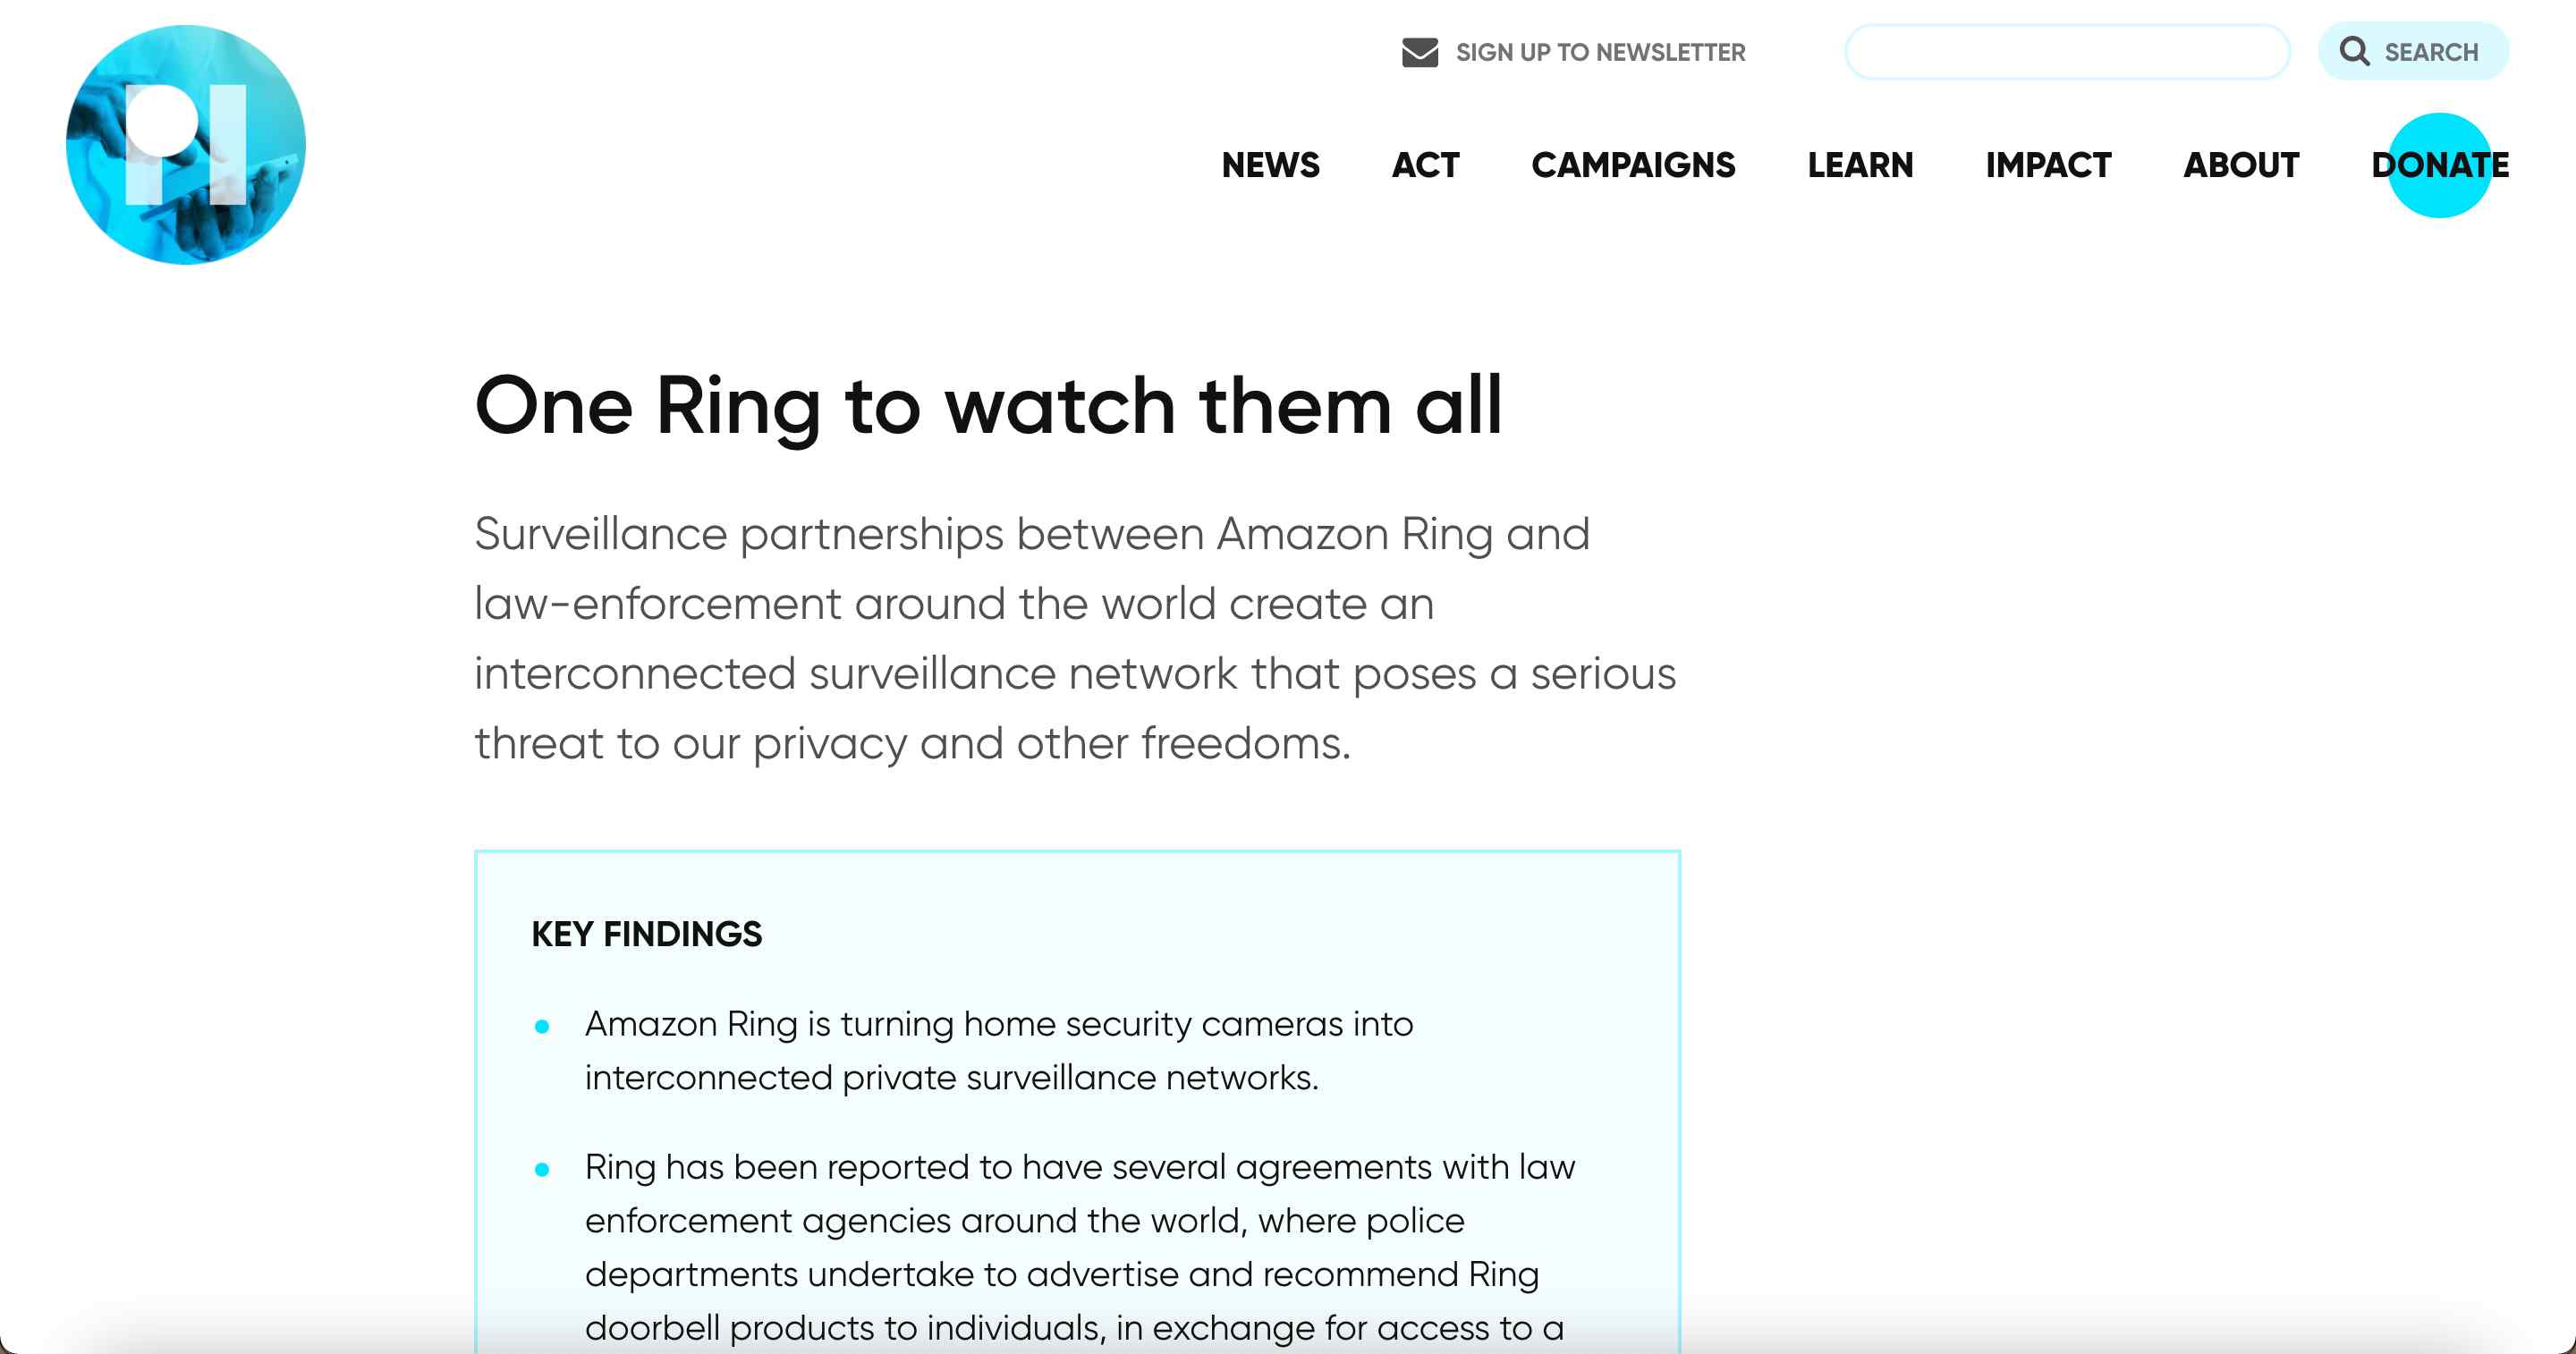 PI
SIGN UP TO NEWSLETTER
SEARCH
NEWS ACT CAMPAIGNS LEARN IMPACT ABOUT DONATE
One Ring to watch them all
Surveillance partnerships between Amazon Ring and
law-enforcement around the world create an
interconnected surveillance network that poses a serious
threat to our privacy and other freedoms.
KEY FINDINGS
Amazon Ring is turning home security cameras into
interconnected private surveillance networks.
Ring has been reported to have several agreements with law
enforcement agencies around the world, where police
departments undertake to advertise and recommend Ring
doorbell products to individuals, in exchange for access to a